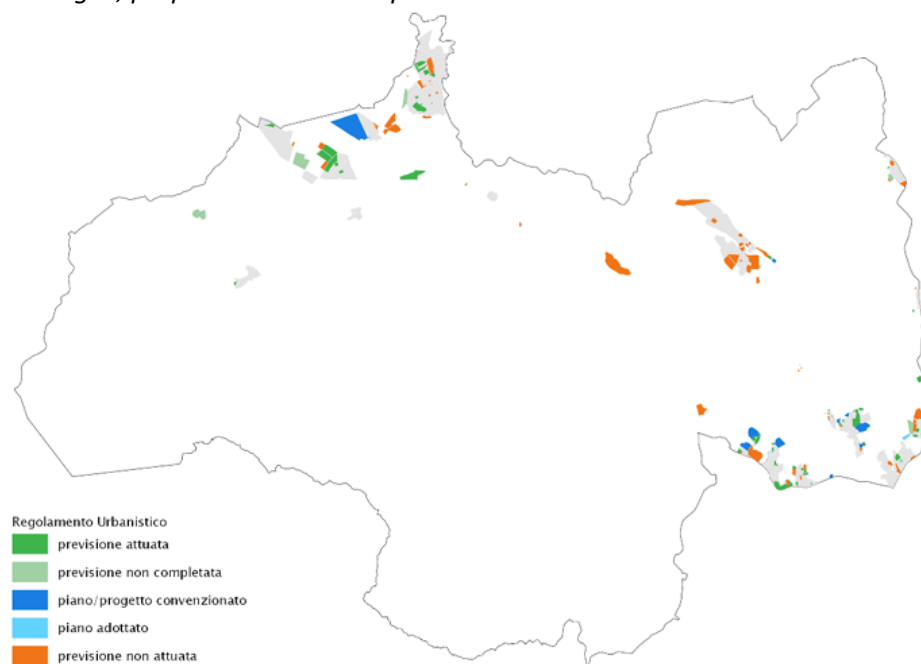 Regolamento Urbanistico
previsione attuata
previsione non completata
piano/progetto convenzionato
piano adottato
previsione non attuata